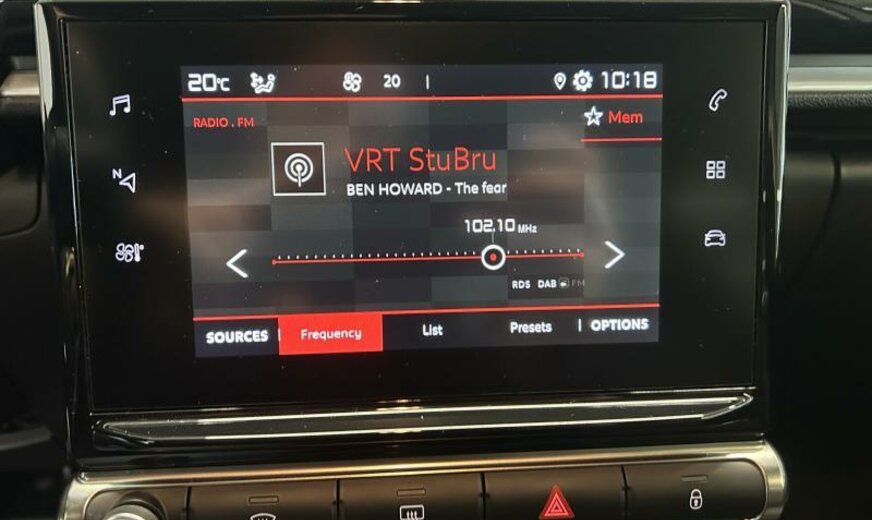 20°C 20 10:18
RADIO . FM
Mem
VRT StuBru
BEN HOWARD - The fear
102.10 MHz
RDS DAB FM
SOURCES Frequency List Presets OPTIONS
N